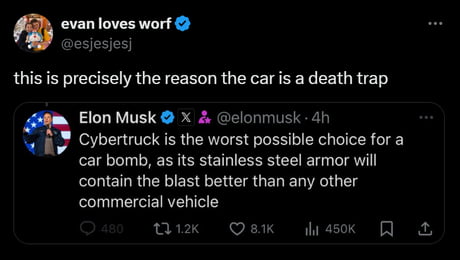 evan loves worf
@esjesjesj
this is precisely the reason the car is a death trap
Elon Musk X @elonmusk · 4h
Cybertruck is the worst possible choice for a
car bomb, as its stainless steel armor will
contain the blast better than any other
commercial vehicle
480 1.2K 8.1K 450K